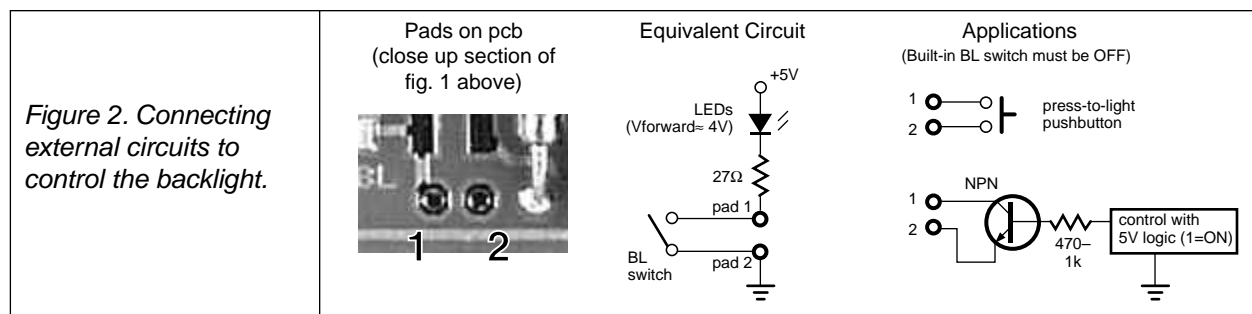 Figure 2. Connecting
external circuits to
control the backlight.
Pads on pcb
(close up section of
fig. 1 above)
BL
1 2
Equivalent Circuit
+5V
LEDs
(Vforward≈ 4V)
27Ω
pad 1
BL
switch
pad 2
Applications
(Built-in BL switch must be OFF)
1
2
press-to-light
pushbutton
NPN
1
2
470–
1k
control with
5V logic (1=ON)